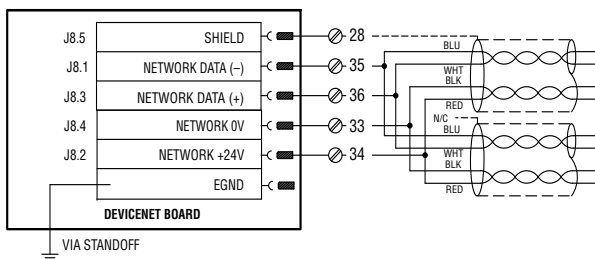 J8.5 SHIELD 28
BLU
J8.1 NETWORK DATA (–) 35
WHT
BLK
J8.3 NETWORK DATA (+) 36
RED
N/C
J8.4 NETWORK 0V 33
BLU
J8.2 NETWORK +24V 34
WHT
BLK
EGND
RED
DEVICENET BOARD
VIA STANDOFF